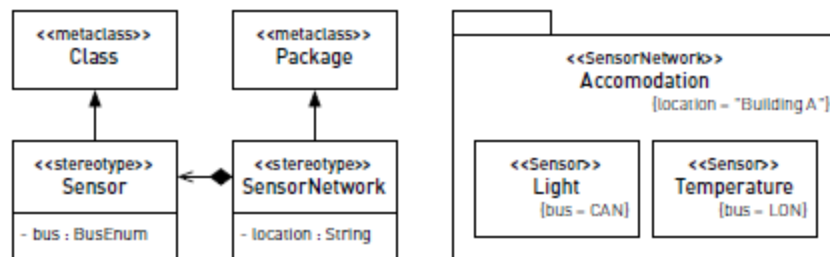 <<metaclass>>
Class
<<metaclass>>
Package
<<stereotype>>
Sensor
- bus : BusEnum
<<stereotype>>
SensorNetwork
- location : String
<<SensorNetwork>>
Accomodation
{location = "Building A"}
<<Sensor>>
Light
{bus = CAN}
<<Sensor>>
Temperature
{bus = LON}